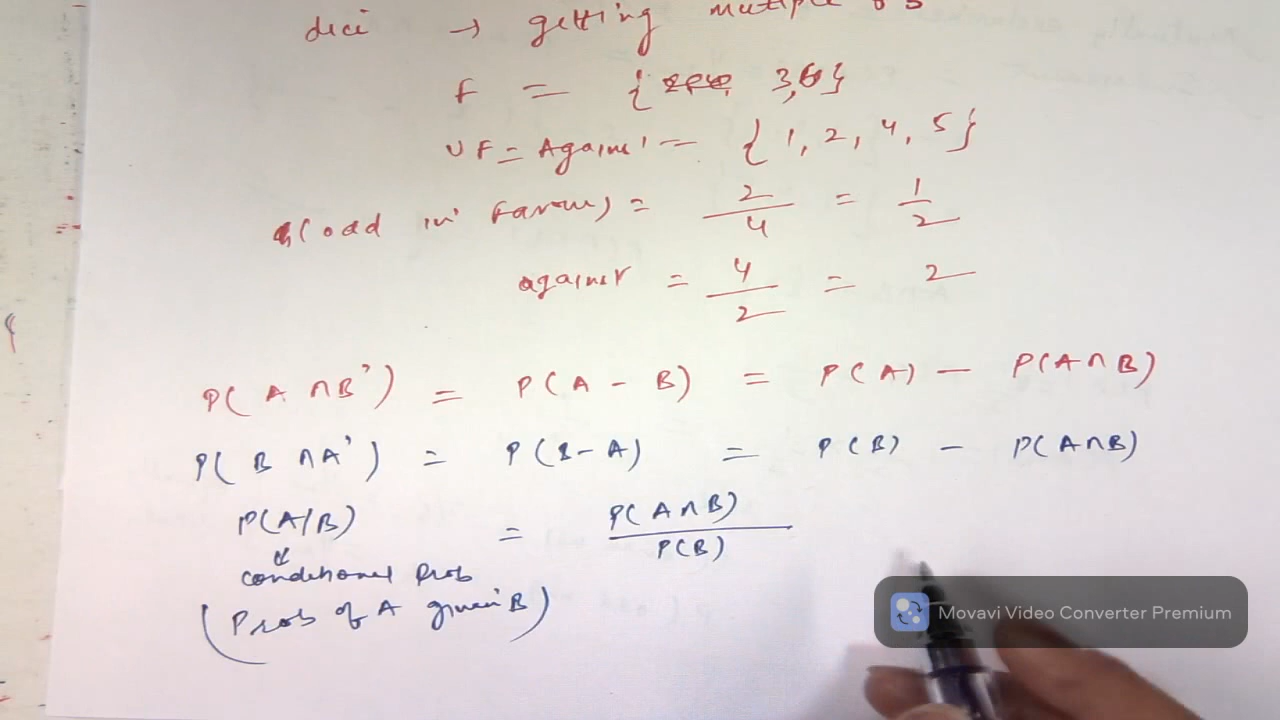 dici → getting multiple of 3
F = { 3,6}
UF = Against = { 1, 2, 4, 5 }
(odd in Favour) = 2/4 = 1/2
against = 4/2 = 2
P( A ∩B') = P(A - B) = P(A) - P(A∩B)
P( B ∩A') = P(B-A) = P(B) - P(A∩B)
P(A/B) = P(A∩B)/P(B)
conditional Prob
(Prob of A given B)
Movavi Video Converter Premium